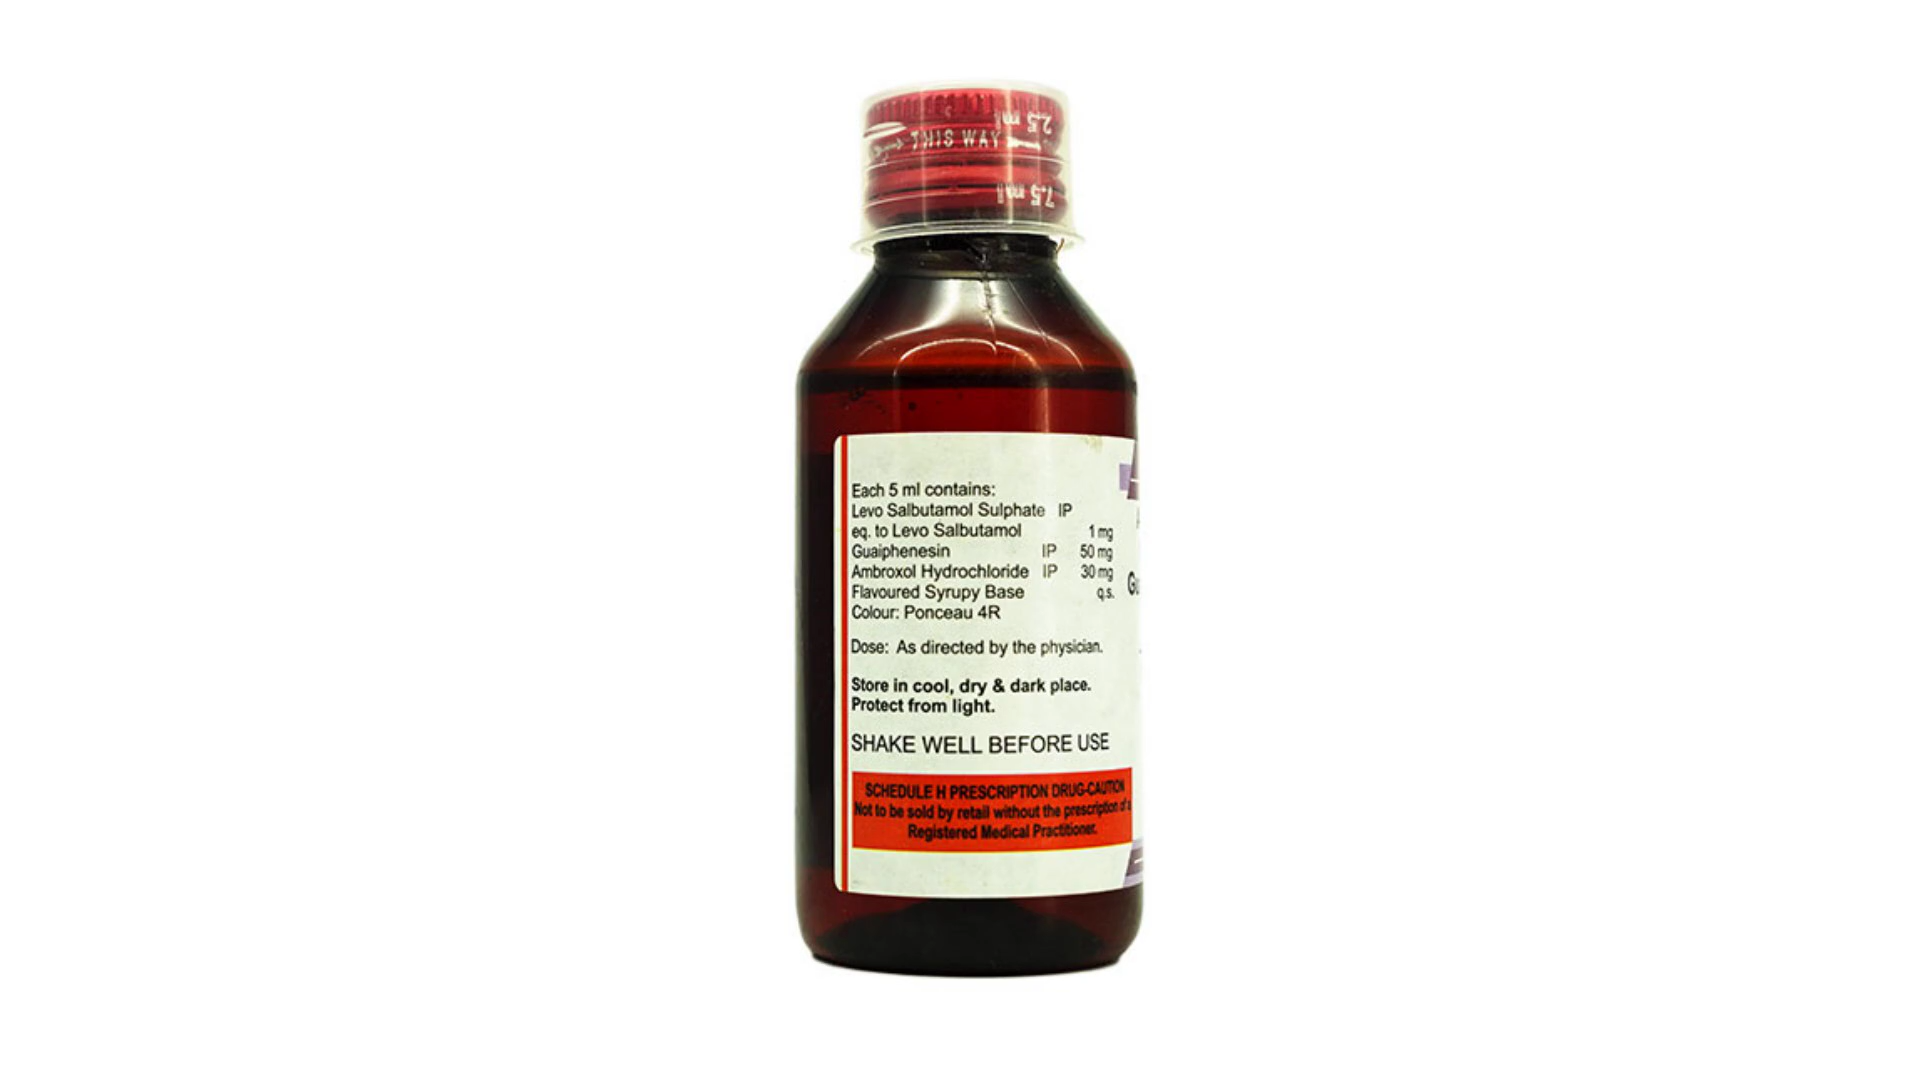 2.5 ml
THIS WAY
7.5 ml
Each 5 ml contains:
Levo Salbutamol Sulphate IP
eq. to Levo Salbutamol 1 mg
Guaiphenesin IP 50 mg
Ambroxol Hydrochloride IP 30 mg
Flavoured Syrupy Base q.s.
Colour: Ponceau 4R
Dose: As directed by the physician.
Store in cool, dry & dark place.
Protect from light.
SHAKE WELL BEFORE USE
SCHEDULE H PRESCRIPTION DRUG-CAUTION
Not to be sold by retail without the prescription of a
Registered Medical Practitioner.